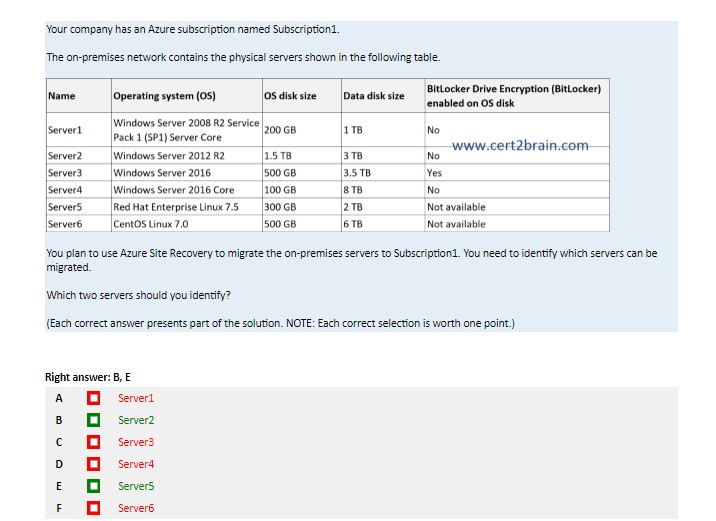 Your company has an Azure subscription named Subscription1.
The on-premises network contains the physical servers shown in the following table.
Name Operating system (OS) OS disk size Data disk size BitLocker Drive Encryption (BitLocker) enabled on OS disk
Server1 Windows Server 2008 R2 Service Pack 1 (SP1) Server Core 200 GB 1 TB No
www.cert2brain.com
Server2 Windows Server 2012 R2 1.5 TB 3 TB No
Server3 Windows Server 2016 500 GB 3.5 TB Yes
Server4 Windows Server 2016 Core 100 GB 8 TB No
Server5 Red Hat Enterprise Linux 7.5 300 GB 2 TB Not available
Server6 CentOS Linux 7.0 500 GB 6 TB Not available
You plan to use Azure Site Recovery to migrate the on-premises servers to Subscription1. You need to identify which servers can be
migrated.
Which two servers should you identify?
(Each correct answer presents part of the solution. NOTE: Each correct selection is worth one point.)
Right answer: B, E
A Server1
B Server2
C Server3
D Server4
E Server5
F Server6